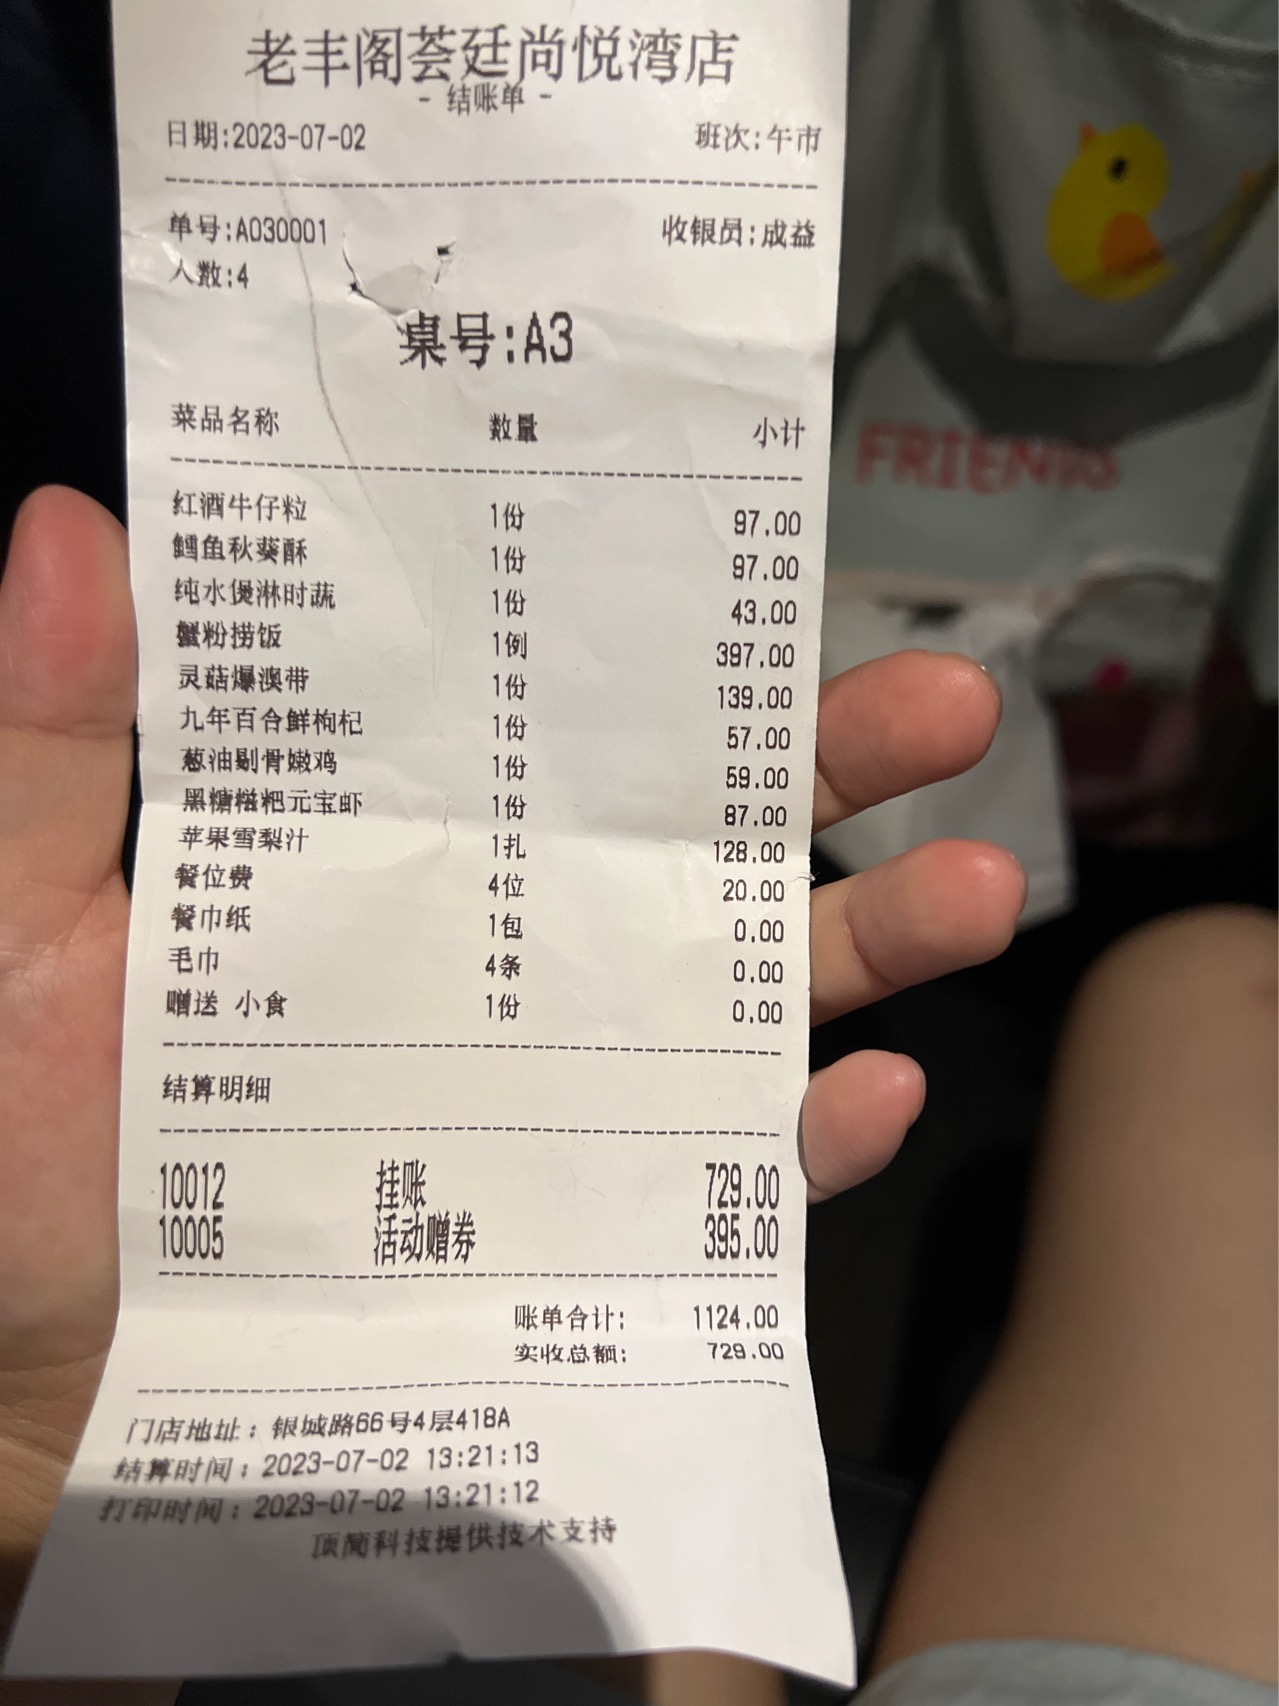 老丰阁荟廷尚悦湾店
- 结账单 -
日期:2023-07-02 班次:午市
单号:A030001 收银员:成益
人数:4
桌号:A3
菜品名称 数量 小计
红酒牛仔粒 1份 97.00
鳕鱼秋葵酥 1份 97.00
纯水煲淋时蔬 1份 43.00
蟹粉捞饭 1例 397.00
灵菇爆澳带 1份 139.00
九年百合鲜枸杞 1份 57.00
葱油剔骨嫩鸡 1份 59.00
黑糖糍粑元宝虾 1份 87.00
苹果雪梨汁 1扎 128.00
餐位费 4位 20.00
餐巾纸 1包 0.00
毛巾 4条 0.00
赠送 小食 1份 0.00
结算明细
10012 挂账 729.00
10005 活动赠券 395.00
账单合计: 1124.00
实收总额: 729.00
门店地址：银城路66号4层418A
结算时间：2023-07-02 13:21:13
打印时间：2023-07-02 13:21:12
顶简科技提供技术支持
FRIENDS